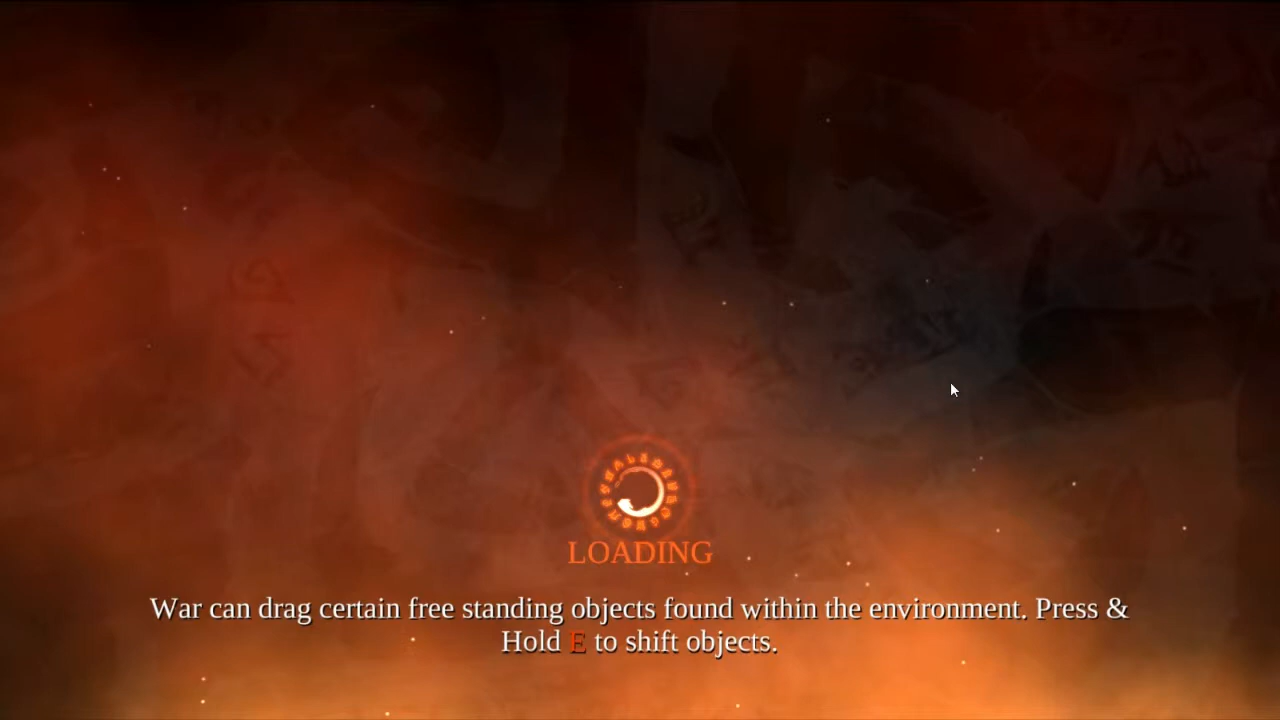 LOADING
War can drag certain free standing objects found within the environment. Press &
Hold E to shift objects.